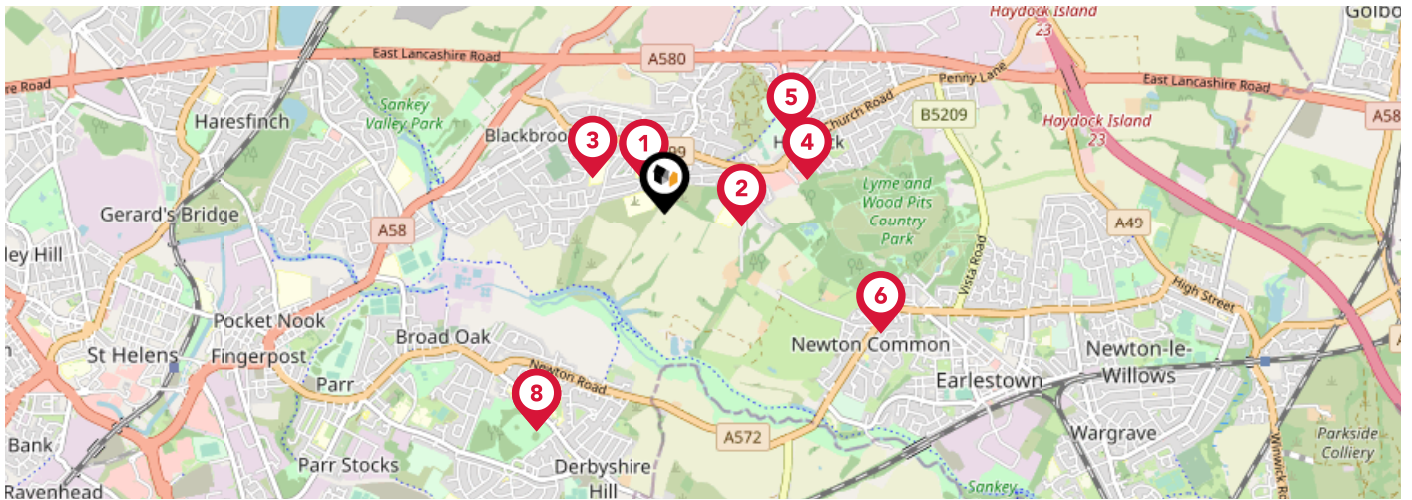 Haydock Island
23
Golbo
East Lancashire Road
A580
Penny Lane
East Lancashire Road
re Road
A58
Sankey
Valley Park
5
Church Road
B5209
Haresfinch
Blackbroo
3
1
99
4
H
ck
Haydock Island
23
2
Lyme and
Wood Pits
Country
Park
Gerard's Bridge
A58
A49
ley Hill
Vista Road
High Street
6
Pocket Nook
Broad Oak
Newton Common
St Helens
Fingerpost
Newton-le-
Willows
Parr
Newton Road
Earlestown
8
A572
Wargrave
Bank
Parkside
Colliery
Parr Stocks
Derbyshire
Hill
Winwick Ro
Ravenhead
Sankey